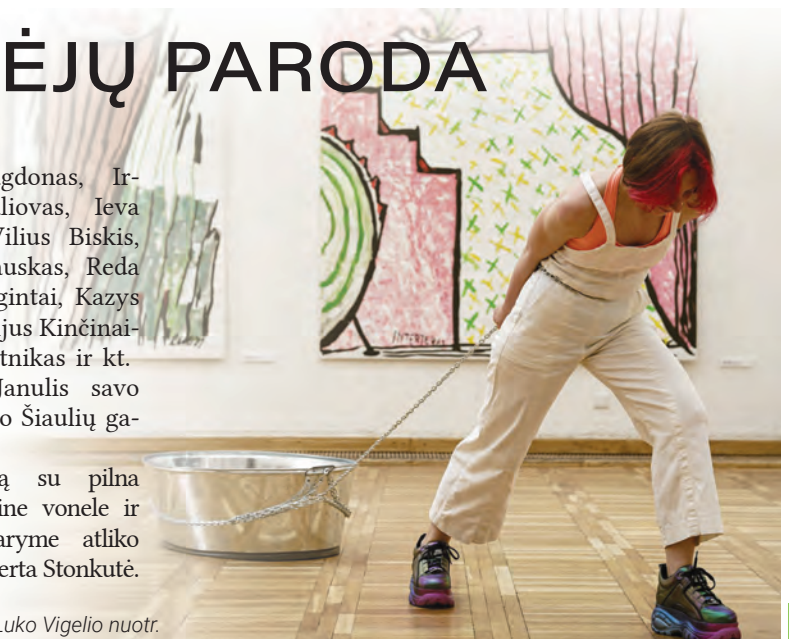 ĖJŲ PARODA
gdonas, Ir-
liovas, Ieva
Vilius Biskis,
auskas, Reda
gintai, Kazys
jus Kinčinai-
tnikas ir kt.
Janulis savo
o Šiaulių ga-
ą su pilna
ine vonele ir
aryme atliko
erta Stonkutė.
Luko Vigelio nuotr.